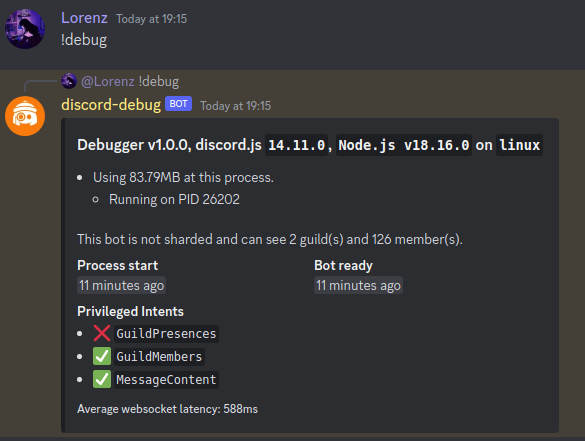 Lorenz Today at 19:15
!debug
@Lorenz !debug
discord-debug BOT Today at 19:15
Debugger v1.0.0, discord.js 14.11.0, Node.js v18.16.0 on linux
Using 83.79MB at this process.
Running on PID 26202
This bot is not sharded and can see 2 guild(s) and 126 member(s).
Process start Bot ready
11 minutes ago 11 minutes ago
Privileged Intents
❌ GuildPresences
✅ GuildMembers
✅ MessageContent
Average websocket latency: 588ms